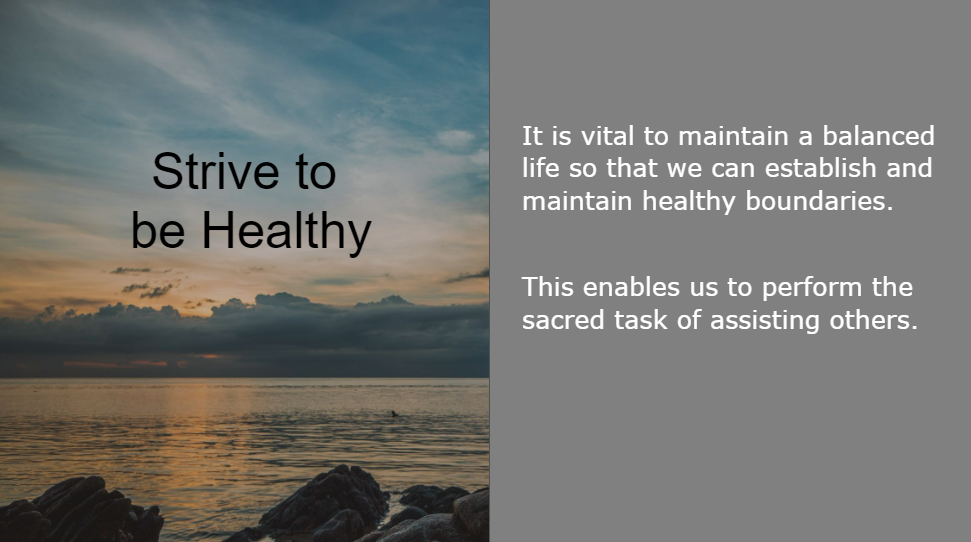 Strive to
be Healthy
It is vital to maintain a balanced
life so that we can establish and
maintain healthy boundaries.
This enables us to perform the
sacred task of assisting others.